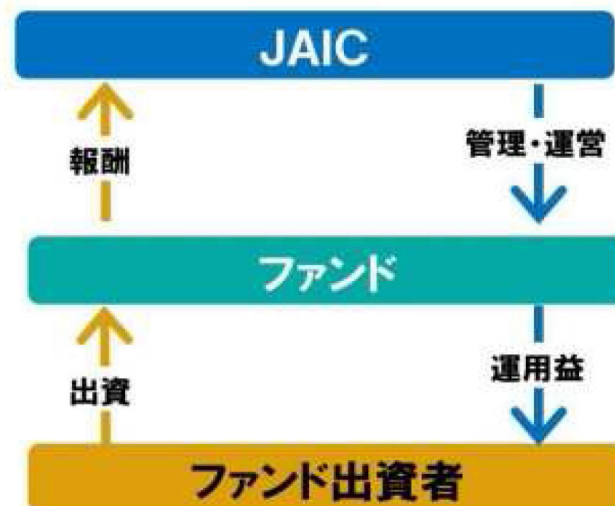 JAIC
報酬
管理・運営
ファンド
出資
運用益
ファンド出資者